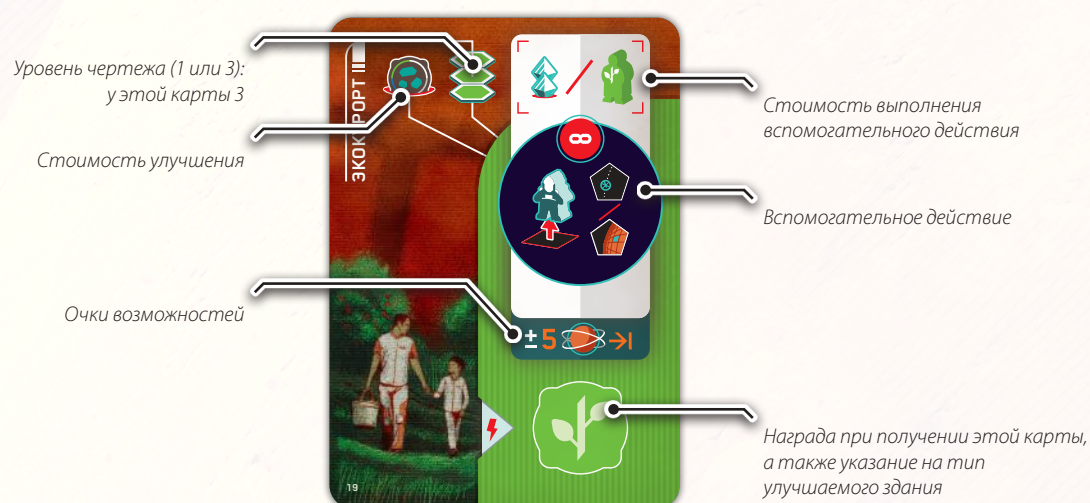 Уровень чертежа (1 или 3):
у этой карты 3
Стоимость улучшения
Очки возможностей
ЭКОКУРОРТ
8
±5
19
Стоимость выполнения
вспомогательного действия
Вспомогательное действие
Награда при получении этой карты,
а также указание на тип
улучшаемого здания